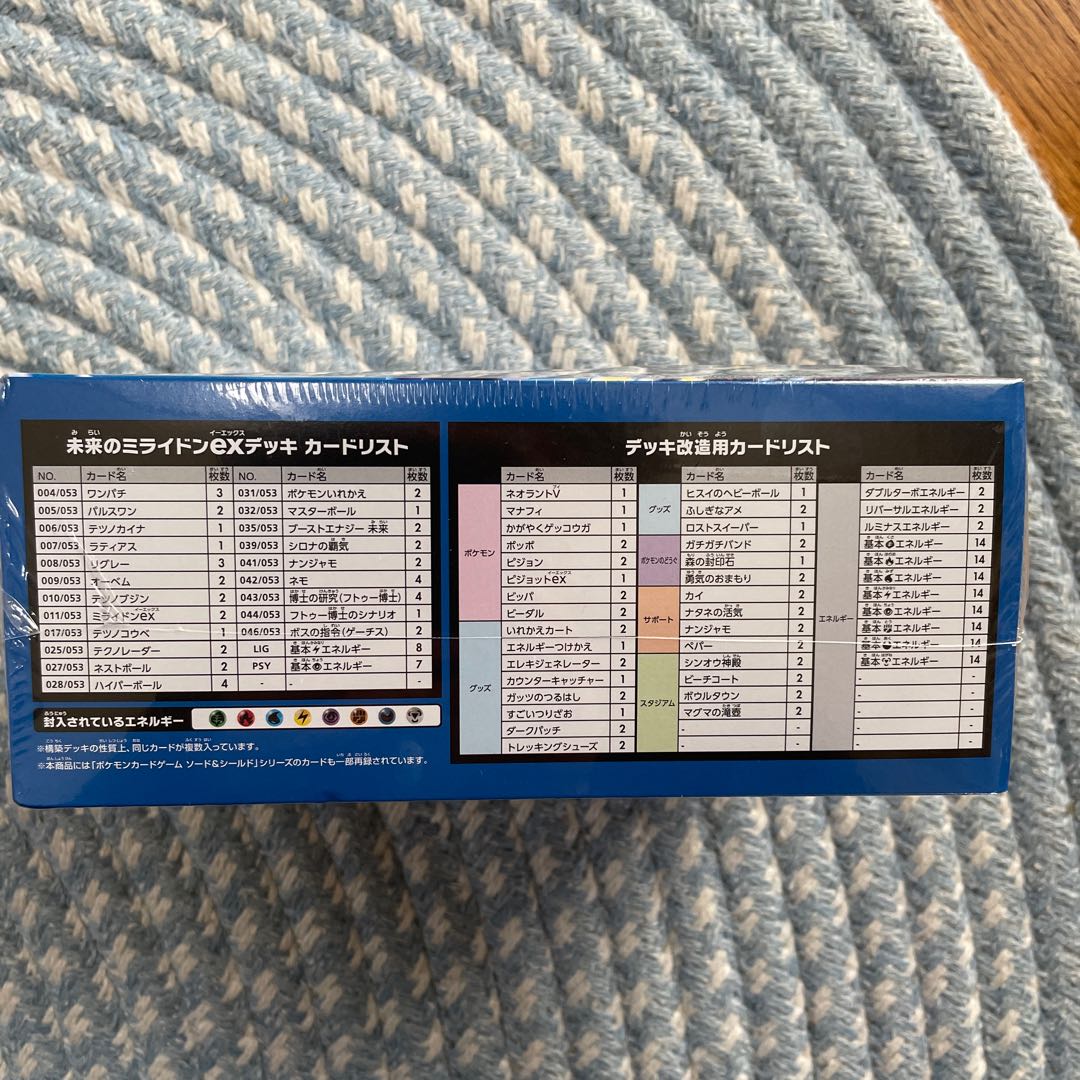 未来のミライドンexデッキ カードリスト
NO. カード名 枚数 NO. カード名 枚数
004/053 ワンパチ 3 031/053 ポケモンいれかえ 2
005/053 パルスワン 2 032/053 マスターボール 1
006/053 テツノカイナ 1 035/053 ブーストエナジー 未来 2
007/053 ラティアス 1 039/053 シロナの覇気 2
008/053 リグレー 3 041/053 ナンジャモ 2
009/053 オーベム 2 042/053 ネモ 4
010/053 テツノブジン 2 043/053 博士の研究(フトゥー博士) 4
011/053 ミライドンex 2 044/053 フトゥー博士のシナリオ 1
017/053 テツノコウベ 1 046/053 ボスの指令(ゲーチス) 2
025/053 テクノレーダー 2 LIG 基本エネルギー 8
027/053 ネストボール 2 PSY 基本エネルギー 7
028/053 ハイパーボール 4 - - -
封入されているエネルギー
※構築デッキの性質上、同じカードが複数入っています。
※本商品には「ポケモンカードゲーム ソード&シールド」シリーズのカードも一部再録されています。
デッキ改造用カードリスト
カード名 枚数 カード名 枚数 カード名 枚数
ポケモン
ネオラントV 1
マナフィ 1
かがやくゲッコウガ 1
ポッポ 2
ピジョン 2
ピジョットex 1
ビッパ 2
ビーダル 2
グッズ
いれかえカート 2
エネルギーつけかえ 1
エレキジェネレーター 2
カウンターキャッチャー 1
ガッツのつるはし 2
すごいつりざお 1
ダークパッチ 2
トレッキングシューズ 2
グッズ
ヒスイのヘビーボール 1
ふしぎなアメ 2
ロストスイーパー 1
ポケモンのどうぐ
ガチガチバンド 2
森の封印石 1
勇気のおまもり 2
サポート
カイ 2
ナタネの活気 2
ナンジャモ 2
ペパー 2
スタジアム
シンオウ神殿 2
ビーチコート 2
ボウルタウン 2
マグマの滝壺 2
- -
- -
エネルギー
ダブルターボエネルギー 2
リバーサルエネルギー 2
ルミナスエネルギー 2
基本エネルギー 14
基本エネルギー 14
基本エネルギー 14
基本エネルギー 14
基本エネルギー 14
基本エネルギー 14
基本エネルギー 14
基本エネルギー 14
- -
- -
- -
- -
- -